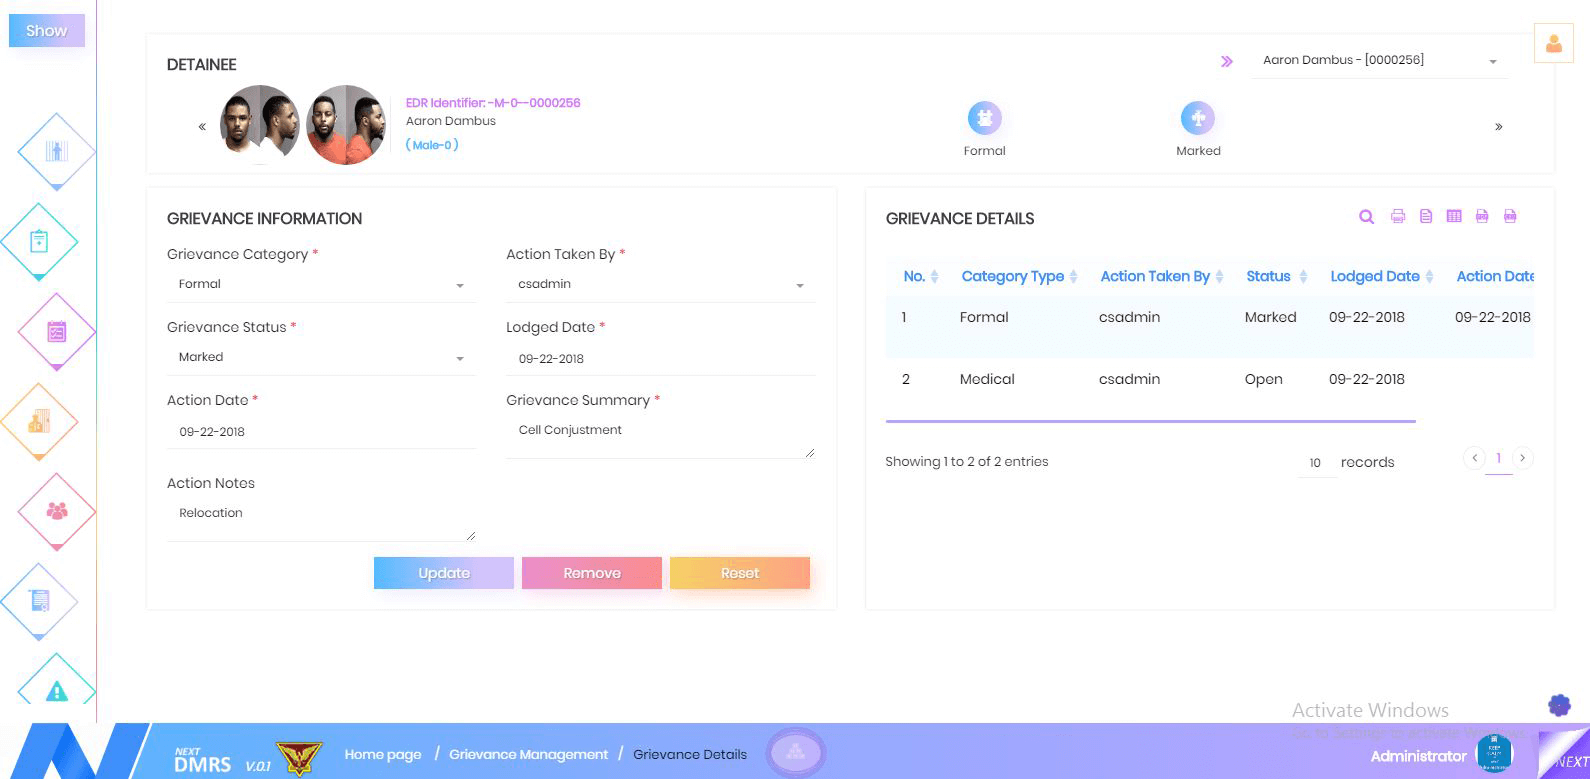 Show
DETAINEE
Aaron Dambus - [0000256]
EDR Identifier: -M-0--0000256
Aaron Dambus
( Male-0 )
Formal
Marked
GRIEVANCE INFORMATION
Grievance Category *
Action Taken By *
Formal
csadmin
Grievance Status *
Lodged Date *
Marked
09-22-2018
Action Date *
Grievance Summary *
09-22-2018
Cell Conjustment
Action Notes
Relocation
Update
Remove
Reset
GRIEVANCE DETAILS
No. Category Type Action Taken By Status Lodged Date Action Date
1 Formal csadmin Marked 09-22-2018 09-22-2018
2 Medical csadmin Open 09-22-2018
Showing 1 to 2 of 2 entries
10 records
1
Activate Windows
Go to Settings to activate Windows.
NEXT
DMRS V.0.1
Home page / Grievance Management / Grievance Details
Administrator
NEXT